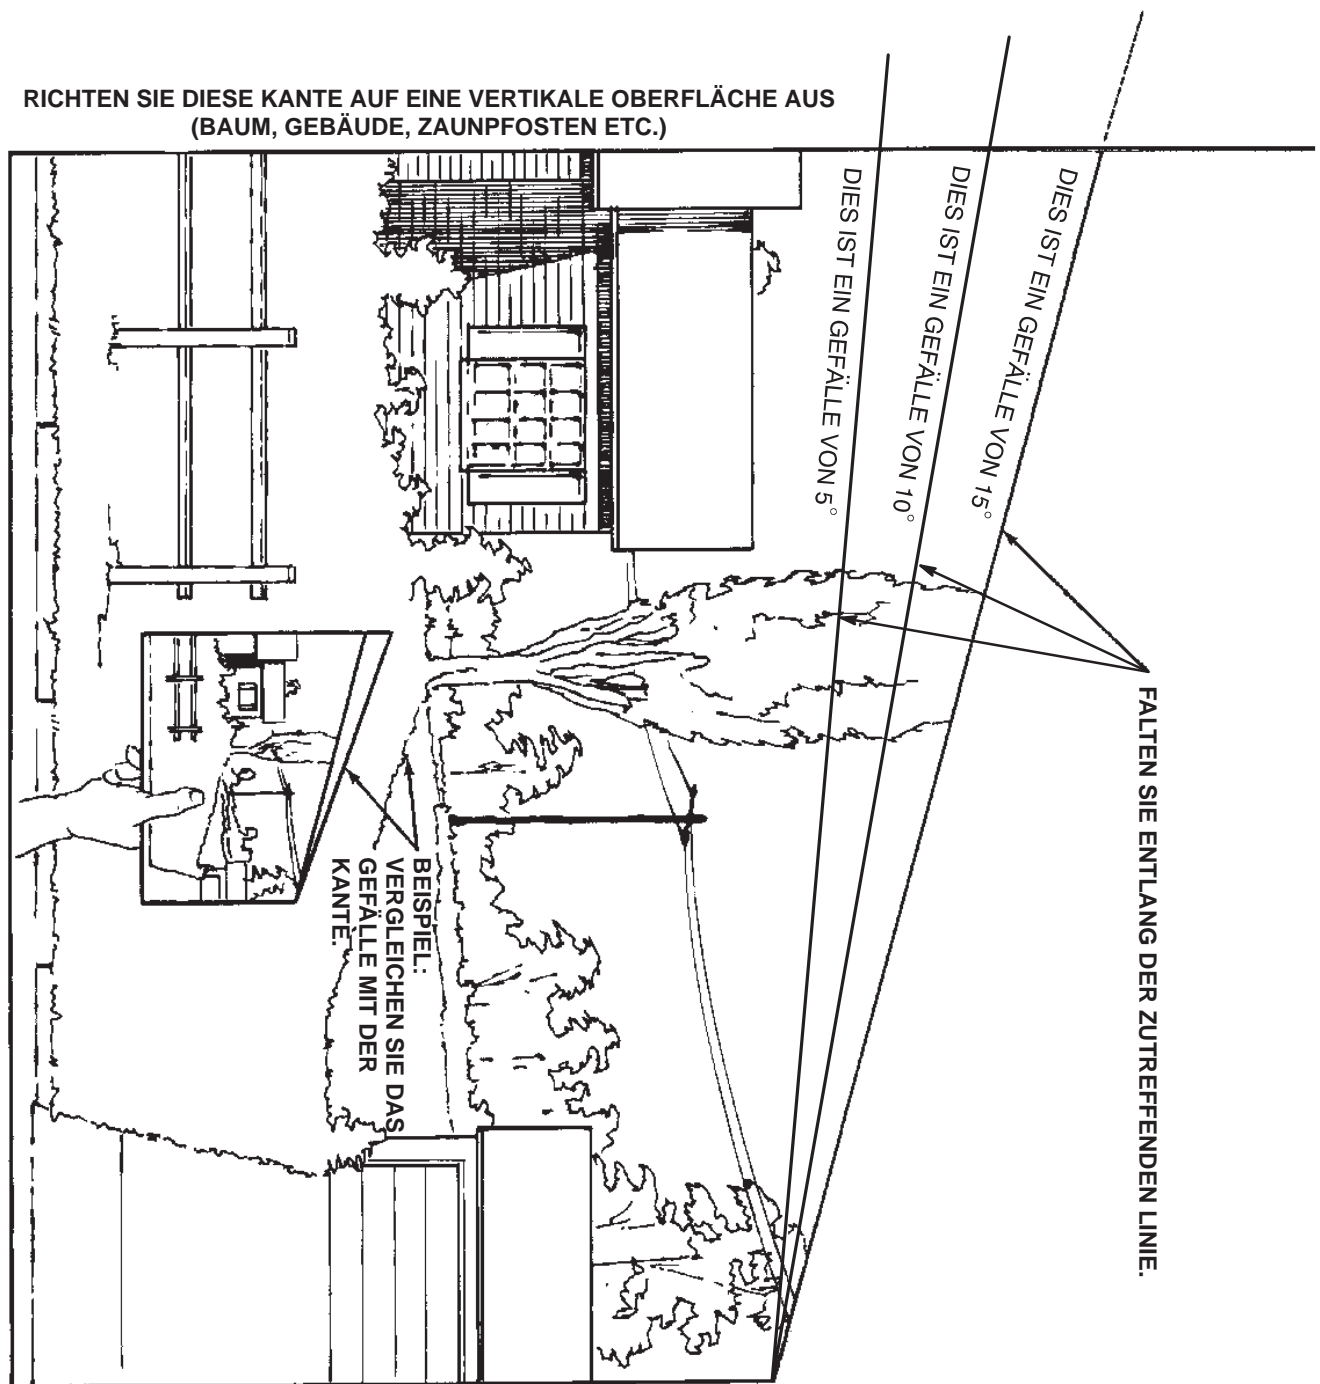 RICHTEN SIE DIESE KANTE AUF EINE VERTIKALE OBERFLÄCHE AUS
(BAUM, GEBÄUDE, ZAUNPFOSTEN ETC.)
DIES IST EIN GEFÄLLE VON 5°
DIES IST EIN GEFÄLLE VON 10°
DIES IST EIN GEFÄLLE VON 15°
FALTEN SIE ENTLANG DER ZUTREFFENDEN LINIE.
BEISPIEL:
VERGLEICHEN SIE DAS
GEFÄLLE MIT DER
KANTE.